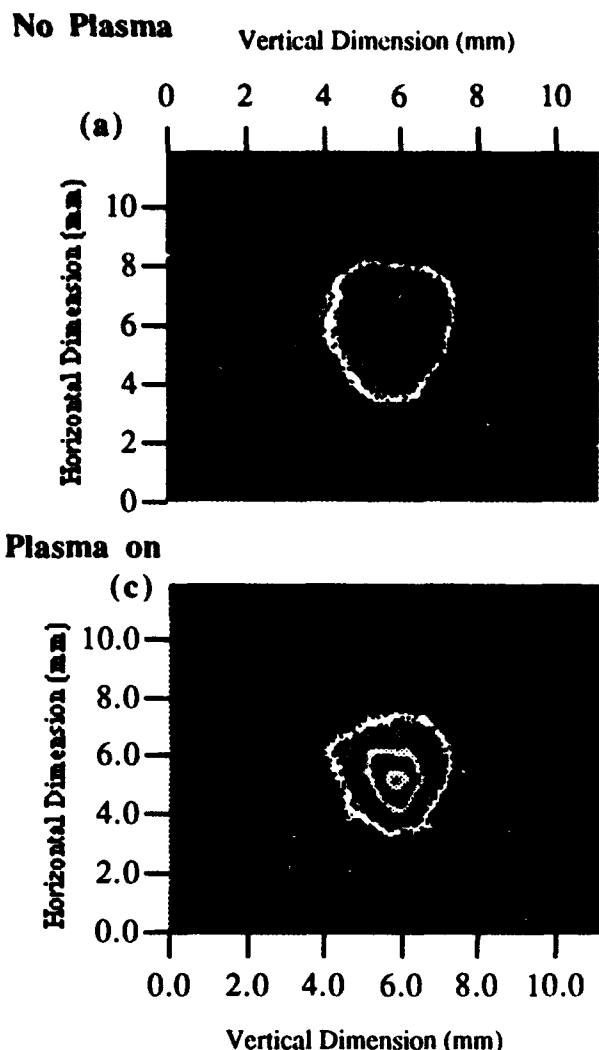 No Plasma
Vertical Dimension (mm)
0 2 4 6 8 10
(a)
Horizontal Dimension (mm)
10
8
6
4
2
0
Plasma on
(c)
Horizontal Dimension (mm)
10.0
8.0
6.0
4.0
2.0
0.0
0.0 2.0 4.0 6.0 8.0 10.0
Vertical Dimension (mm)